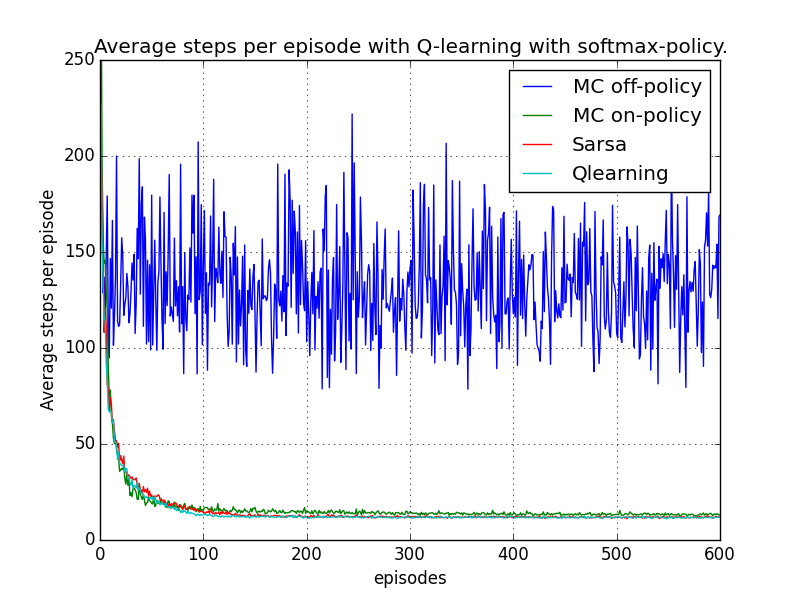 Average steps per episode with Q-learning with softmax-policy.
250
200
150
100
50
0
Average steps per episode
MC off-policy
MC on-policy
Sarsa
Qlearning
0 100 200 300 400 500 600
episodes